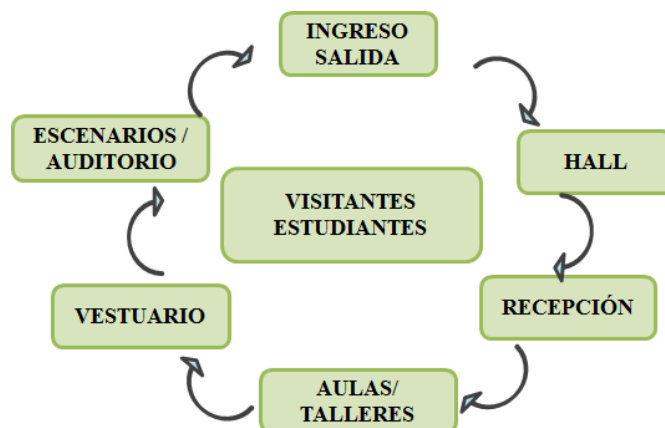 INGRESO
SALIDA
ESCENARIOS /
AUDITORIO
HALL
VISITANTES
ESTUDIANTES
VESTUARIO
RECEPCIÓN
AULAS/
TALLERES